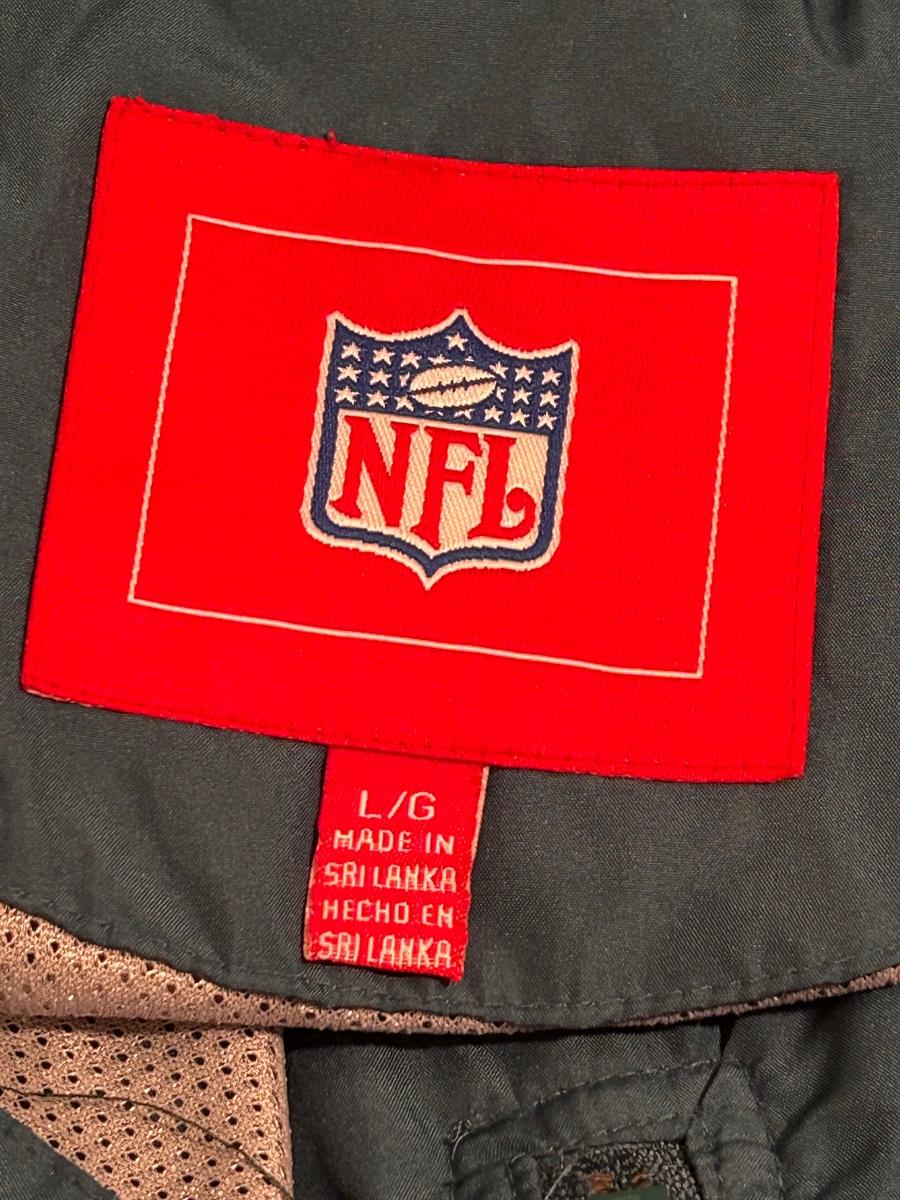 NFL
L/G
MADE IN
SRI LANKA
HECHO EN
SRI LANKA